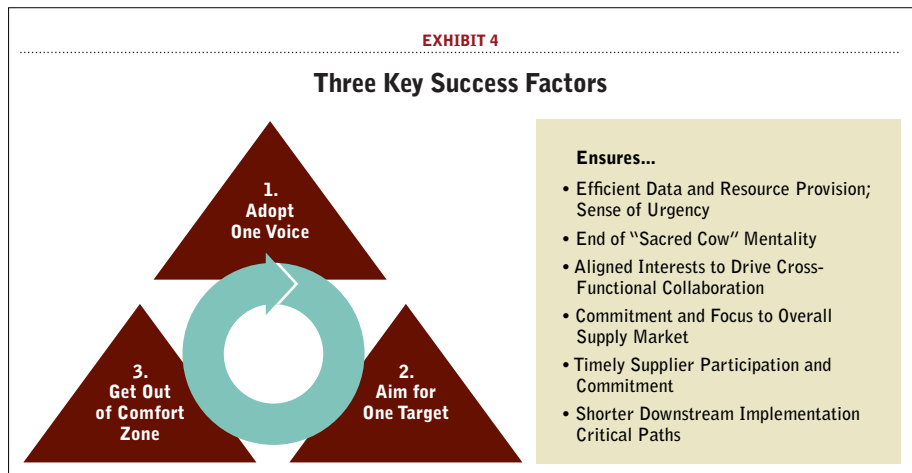 EXHIBIT 4
Three Key Success Factors
1.
Adopt
One Voice
2.
Aim for
One Target
3.
Get Out
of Comfort
Zone
Ensures...
• Efficient Data and Resource Provision;
Sense of Urgency
• End of “Sacred Cow” Mentality
• Aligned Interests to Drive Cross-
Functional Collaboration
• Commitment and Focus to Overall
Supply Market
• Timely Supplier Participation and
Commitment
• Shorter Downstream Implementation
Critical Paths